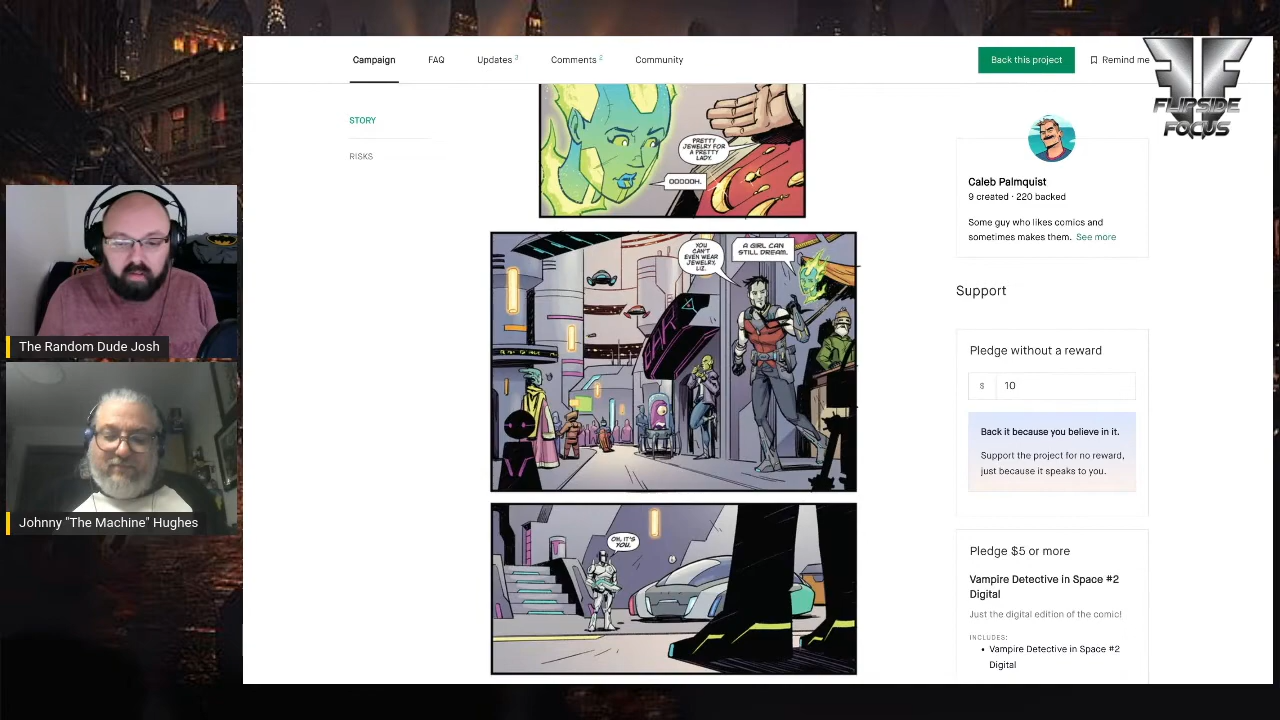 Campaign
FAQ
Updates 3
Comments 2
Community
Back this project
Remind me
FLIPSIDE
FOCUS
STORY
RISKS
PRETTY
JEWELRY FOR
A PRETTY
LADY.
OOOOOH.
YOU
CAN'T
EVEN WEAR
JEWELRY,
LIZ.
A GIRL CAN
STILL DREAM.
BAR
OH, IT'S
YOU.
Caleb Palmquist
9 created · 220 backed
Some guy who likes comics and
sometimes makes them. See more
Support
Pledge without a reward
$ 10
Back it because you believe in it.
Support the project for no reward,
just because it speaks to you.
Pledge $5 or more
Vampire Detective in Space #2
Digital
Just the digital edition of the comic!
INCLUDES:
• Vampire Detective in Space #2
Digital
The Random Dude Josh
Johnny "The Machine" Hughes